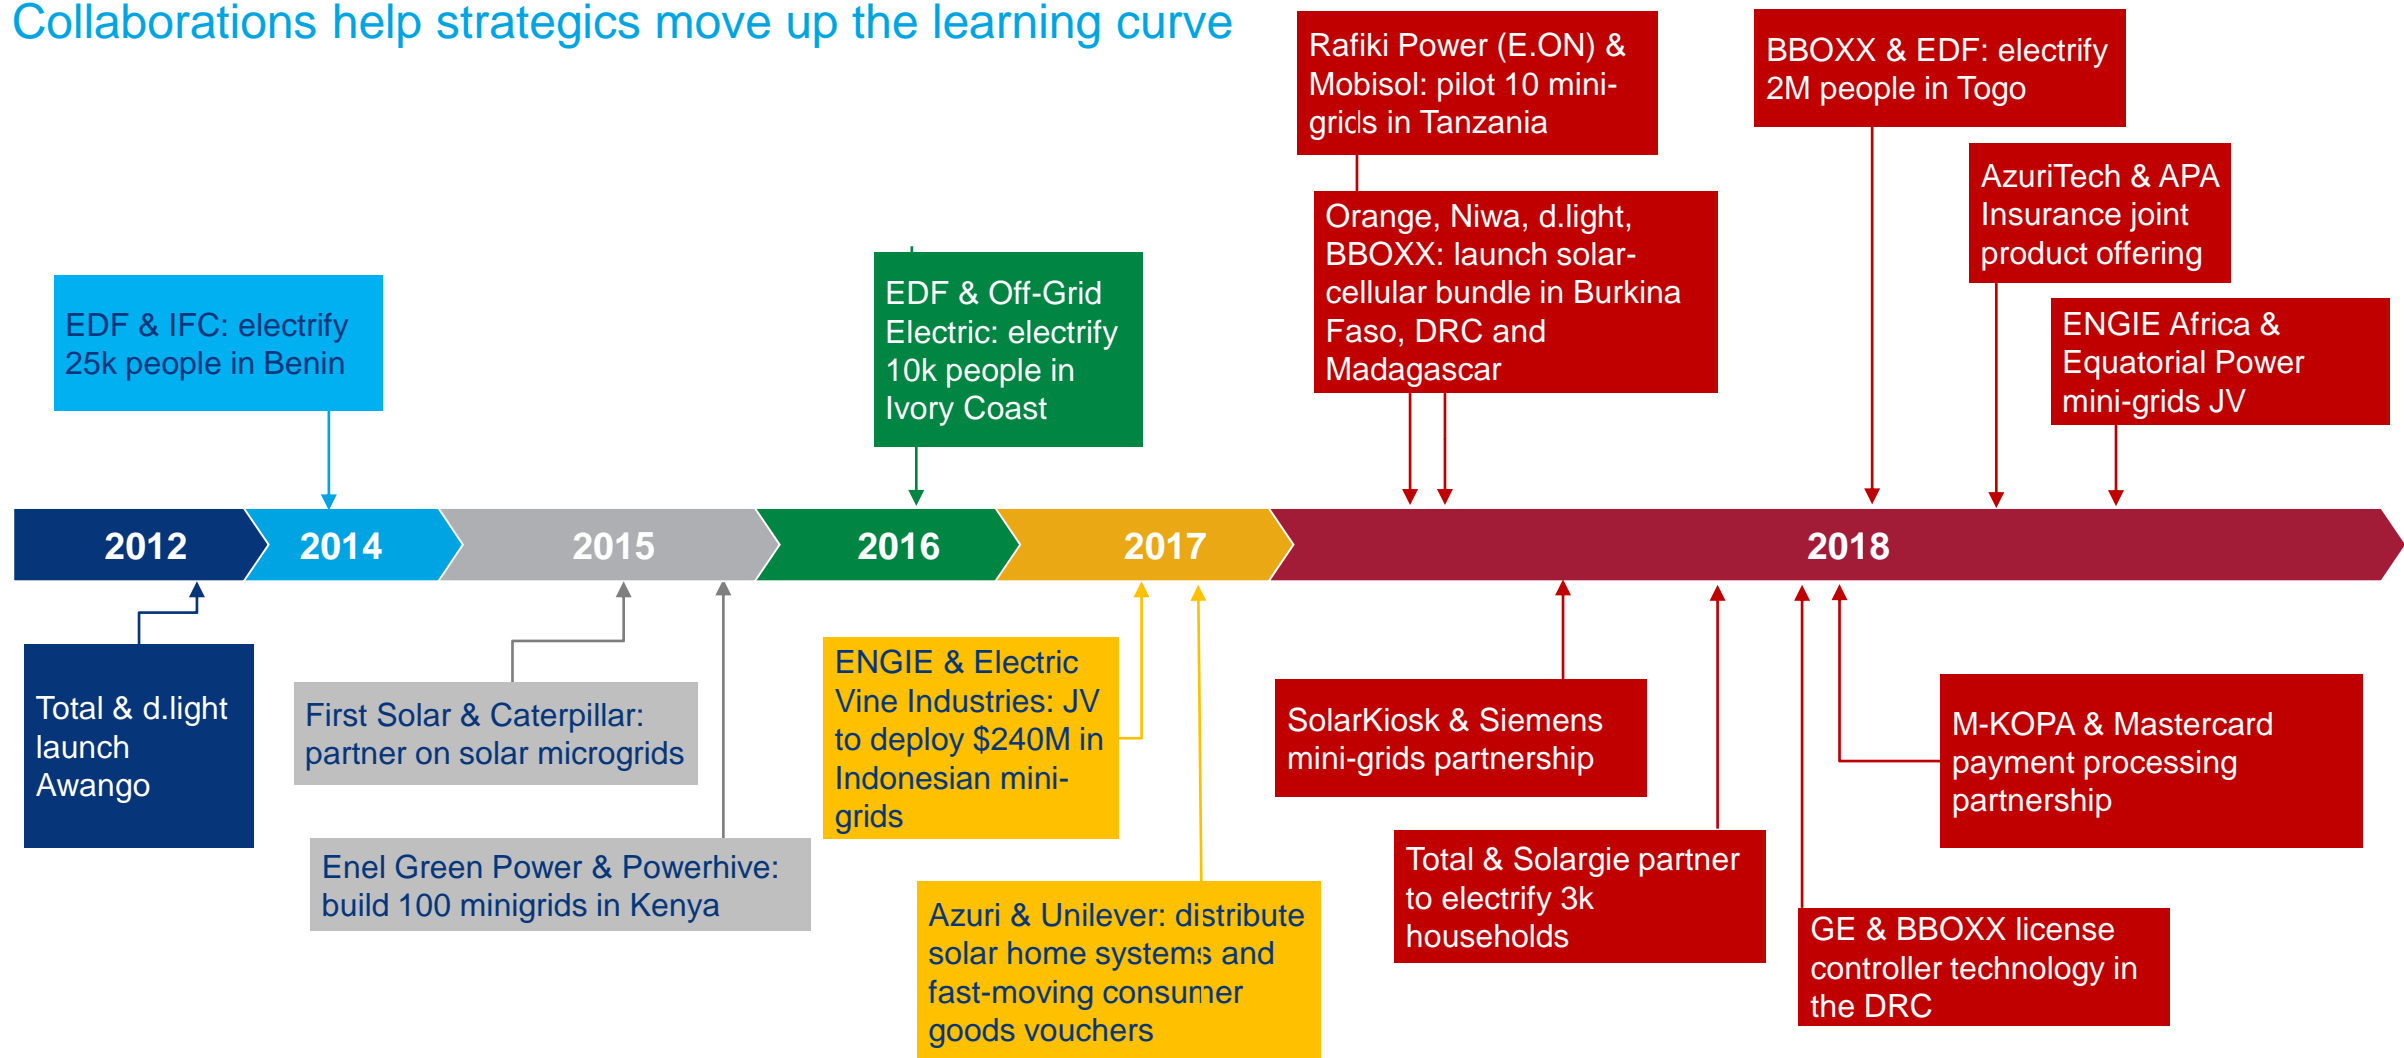 Collaborations help strategics move up the learning curve
Rafiki Power (E.ON) &
Mobisol: pilot 10 mini-
grids in Tanzania
BBOXX & EDF: electrify
2M people in Togo
AzuriTech & APA
Insurance joint
product offering
Orange, Niwa, d.light,
BBOXX: launch solar-
cellular bundle in Burkina
Faso, DRC and
Madagascar
EDF & IFC: electrify
25k people in Benin
EDF & Off-Grid
Electric: electrify
10k people in
Ivory Coast
ENGIE Africa &
Equatorial Power
mini-grids JV
2012
2014
2015
2016
2017
2018
Total & d.light
launch
Awango
First Solar & Caterpillar:
partner on solar microgrids
Enel Green Power & Powerhive:
build 100 minigrids in Kenya
ENGIE & Electric
Vine Industries: JV
to deploy $240M in
Indonesian mini-
grids
Azuri & Unilever: distribute
solar home systems and
fast-moving consumer
goods vouchers
SolarKiosk & Siemens
mini-grids partnership
Total & Solargie partner
to electrify 3k
households
M-KOPA & Mastercard
payment processing
partnership
GE & BBOXX license
controller technology in
the DRC